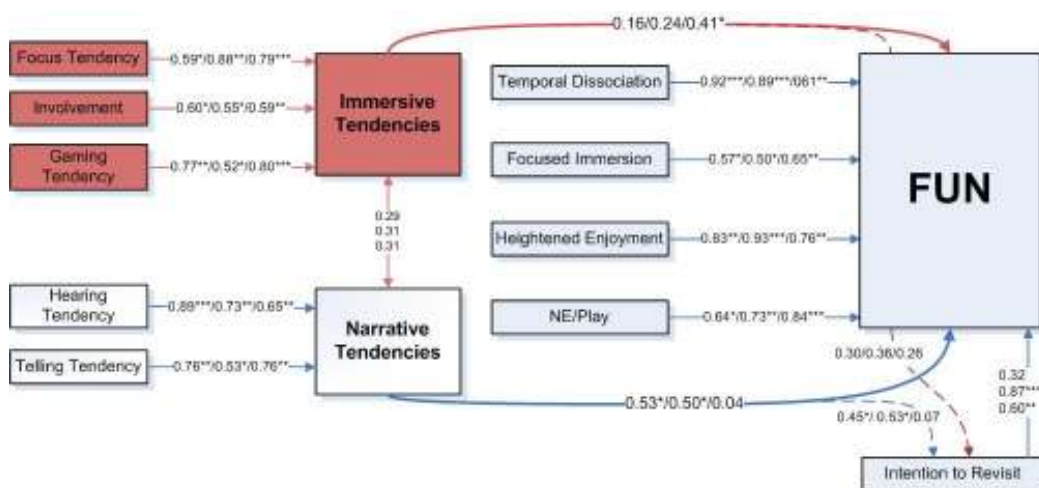 0.16/0.24/0.41*
Focus Tendency
0.59*/0.88**/0.79***
Involvement
0.60*/0.55*/0.59**
Gaming
Tendency
0.77**/0.52*/0.80***
Immersive
Tendencies
Temporal Dissociation
0.92***/0.89***/061**
Focused Immersion
0.57*/0.50*/0.65**
Heightened Enjoyment
0.83**/0.93***/0.76**
NE/Play
0.64*/0.73**/0.84***
FUN
0.29
0.31
0.31
Hearing
Tendency
0.89***/0.73**/0.65**
Telling Tendency
0.76**/0.53*/0.76**
Narrative
Tendencies
0.53*/0.50*/0.04
0.30/0.36/0.26
0.45*/ 0.53*/0.07
0.32
0.87***
0.60**
Intention to Revisit